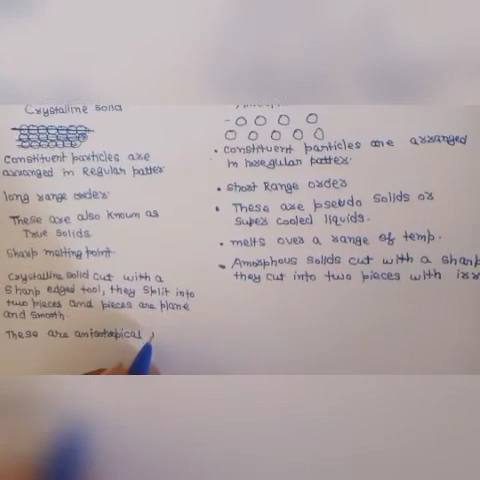 Crystalline solid
Constituent particles are
arranged in Regular patter
long range order.
These are also known as
True solids.
Sharp melting point.
Crystalline solid cut with a
sharp edged tool, they split into
two pieces and pieces are plane
and smooth.
These are anisotropical
• Constituent particles are arranged
in irregular patter.
• Short Range order
• These are pseudo solids or
super cooled liquids.
• melts over a range of temp.
• Amorphous solids cut with a sharp
they cut into two pieces with irr